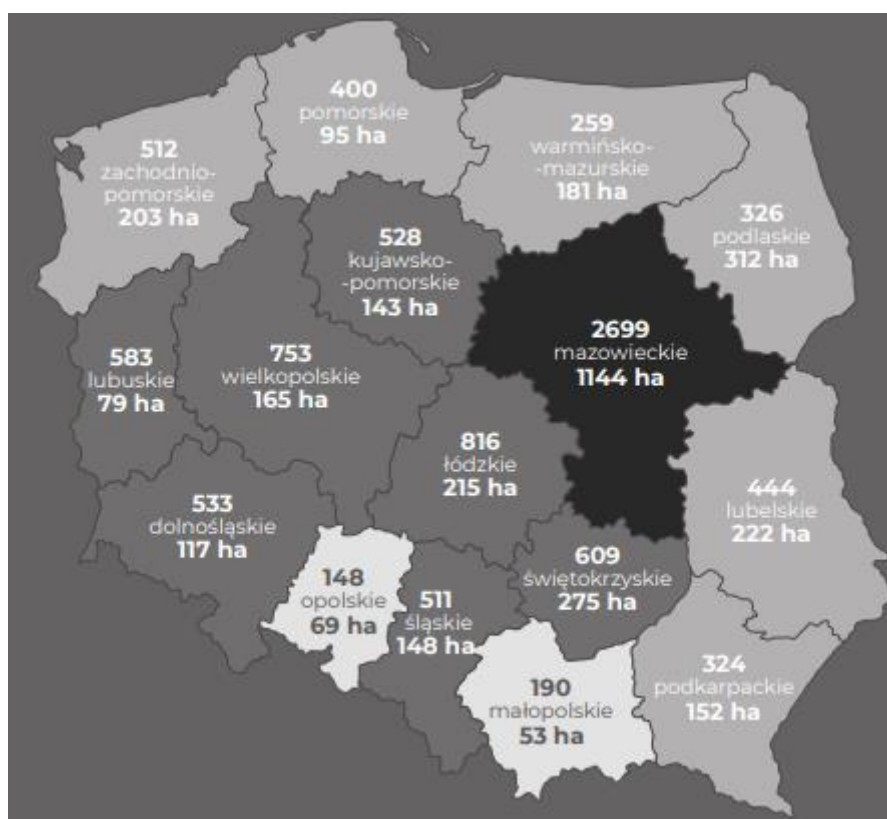 400
pomorskie
95 ha
259
warmińsko-
-mazurskie
181 ha
512
zachodnio-
pomorskie
203 ha
326
podlaskie
312 ha
528
kujawsko-
-pomorskie
143 ha
2699
mazowieckie
1144 ha
583
lubuskie
79 ha
753
wielkopolskie
165 ha
816
łódzkie
215 ha
444
lubelskie
222 ha
533
dolnośląskie
117 ha
609
świętokrzyskie
275 ha
148
opolskie
69 ha
511
śląskie
148 ha
324
podkarpackie
152 ha
190
małopolskie
53 ha